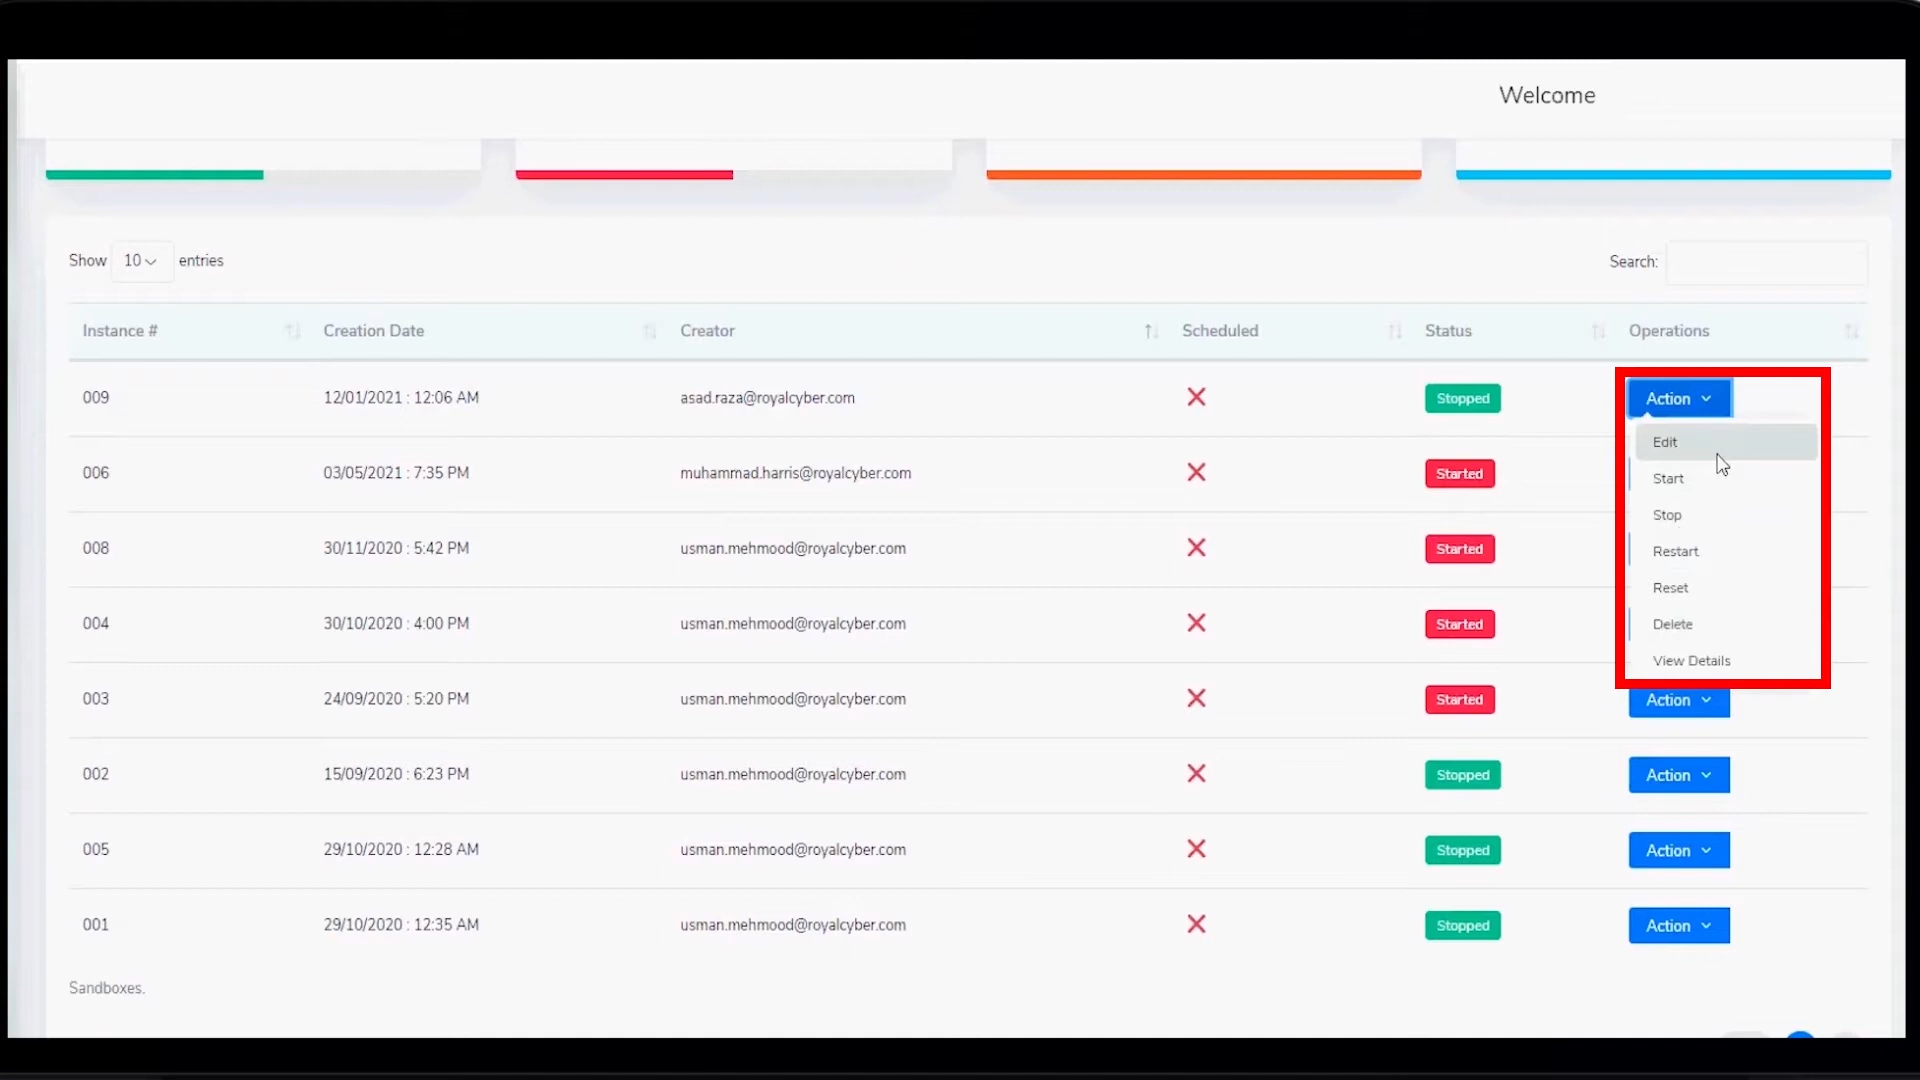 Welcome
Show 10 entries
Search:
Instance # Creation Date Creator Scheduled Status Operations
009 12/01/2021 : 12:06 AM asad.raza@royalcyber.com Stopped Action
Edit
006 03/05/2021 : 7:35 PM muhammad.harris@royalcyber.com Started
Start
Stop
008 30/11/2020 : 5:42 PM usman.mehmood@royalcyber.com Started
Restart
Reset
004 30/10/2020 : 4:00 PM usman.mehmood@royalcyber.com Started
Delete
View Details
003 24/09/2020 : 5:20 PM usman.mehmood@royalcyber.com Started Action
002 15/09/2020 : 6:23 PM usman.mehmood@royalcyber.com Stopped Action
005 29/10/2020 : 12:28 AM usman.mehmood@royalcyber.com Stopped Action
001 29/10/2020 : 12:35 AM usman.mehmood@royalcyber.com Stopped Action
Sandboxes.